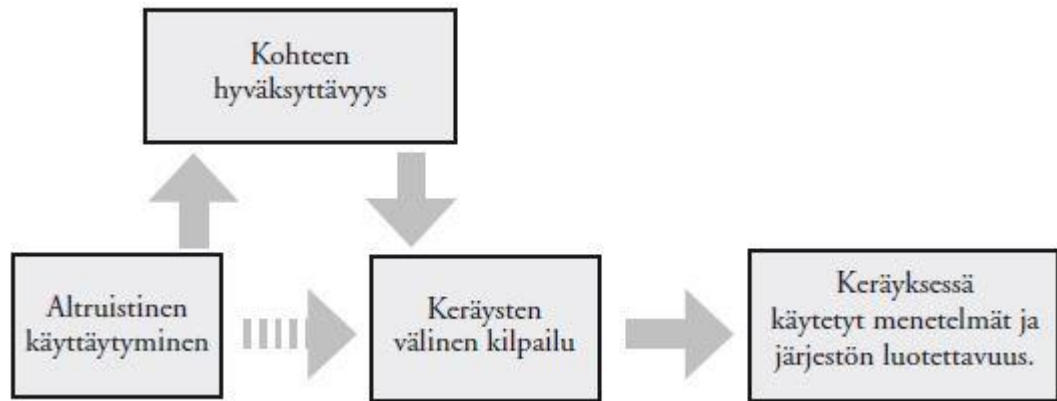 Kohteen
hyväksyttävyys
Altruistinen
käyttäytyminen
Keräysten
välinen kilpailu
Keräyksessä
käytetyt menetelmät ja
järjestön luotettavuus.